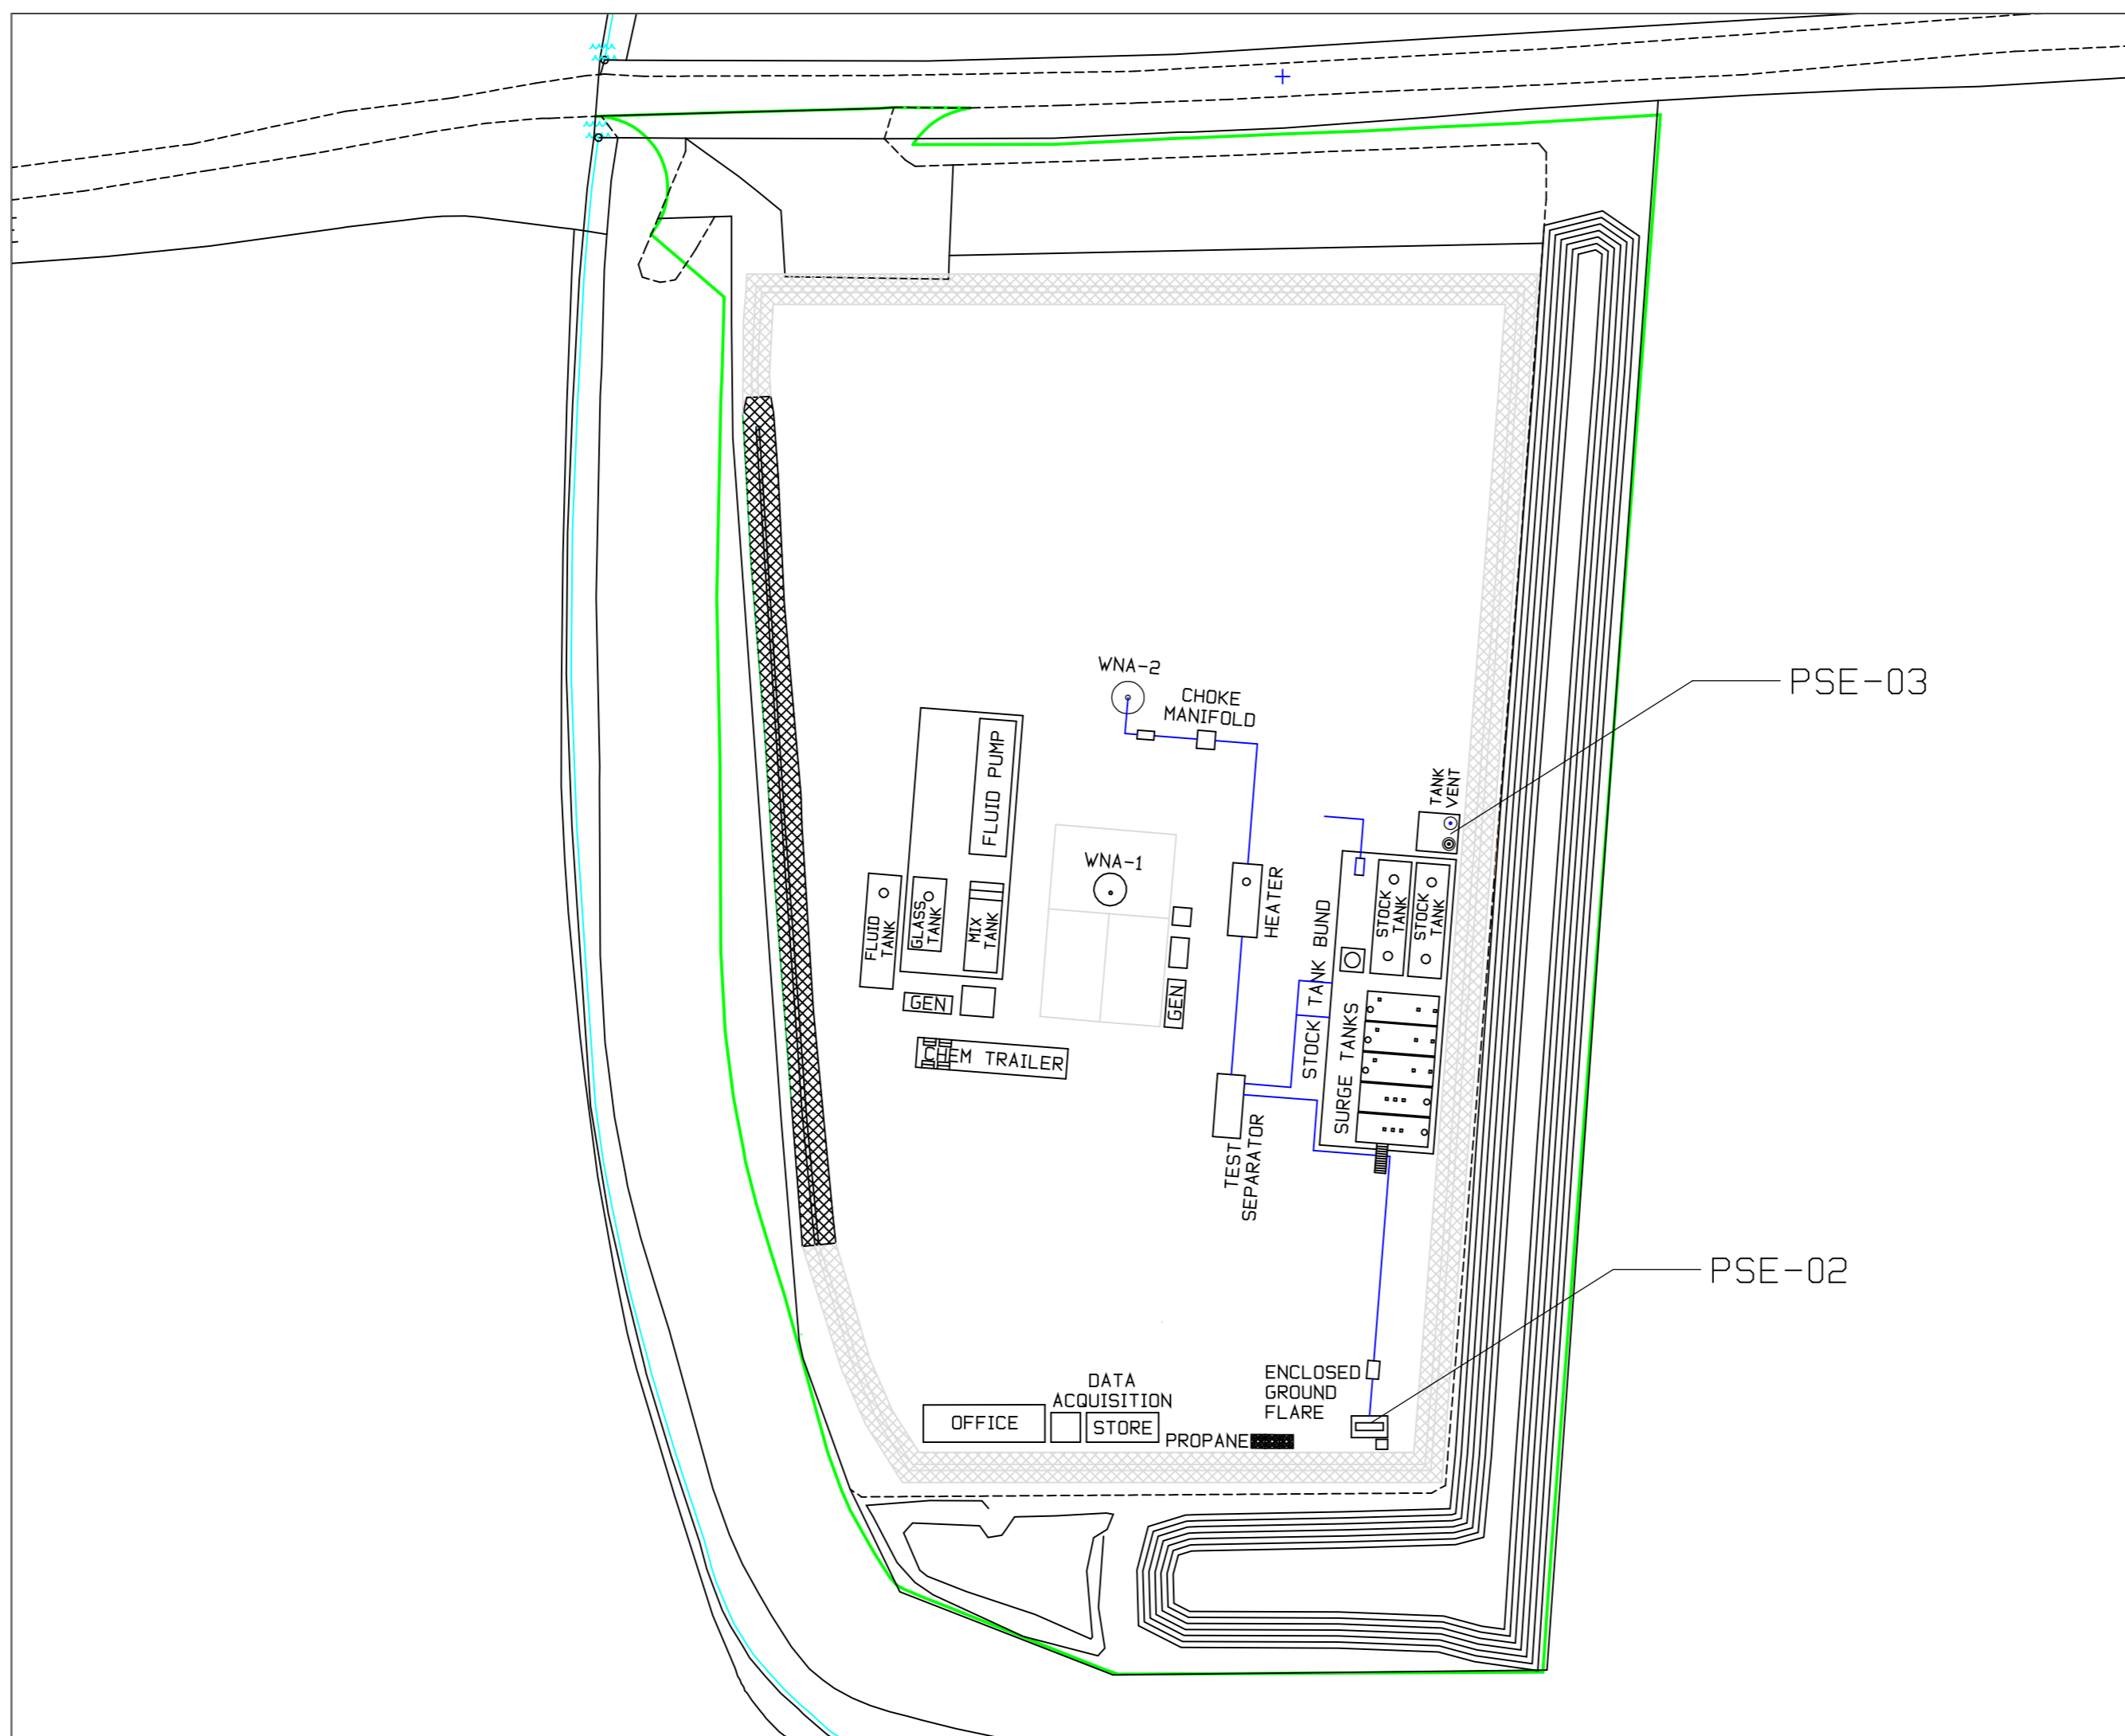 PSE-03
WNA-2
CHOKE
MANIFOLD
FLUID PUMP
TANK
VENT
WNA-1
HEATER
FLUID
TANK
GLASS
TANK
MIX
TANK
STOCK
TANK
STOCK
TANK
STOCK TANK BUND
GEN
GEN
SURGE TANKS
CHEM TRAILER
TEST
SEPARATOR
PSE-02
ENCLOSED
GROUND
FLARE
DATA
ACQUISITION
OFFICE
STORE
PROPANE